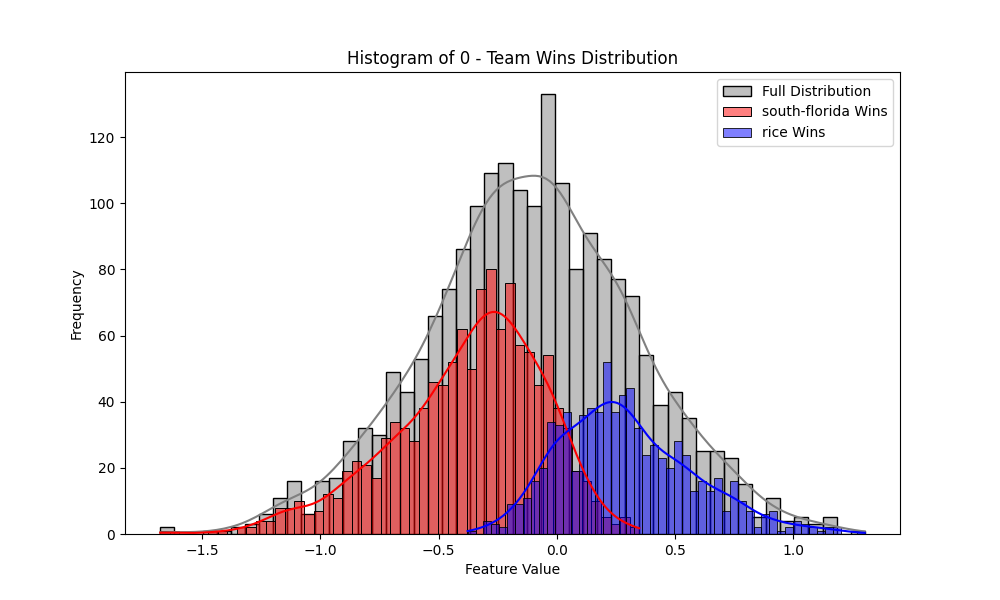 Histogram of 0 - Team Wins Distribution
Full Distribution
south-florida Wins
rice Wins
Frequency
120
100
80
60
40
20
0
−1.5 −1.0 −0.5 0.0 0.5 1.0
Feature Value